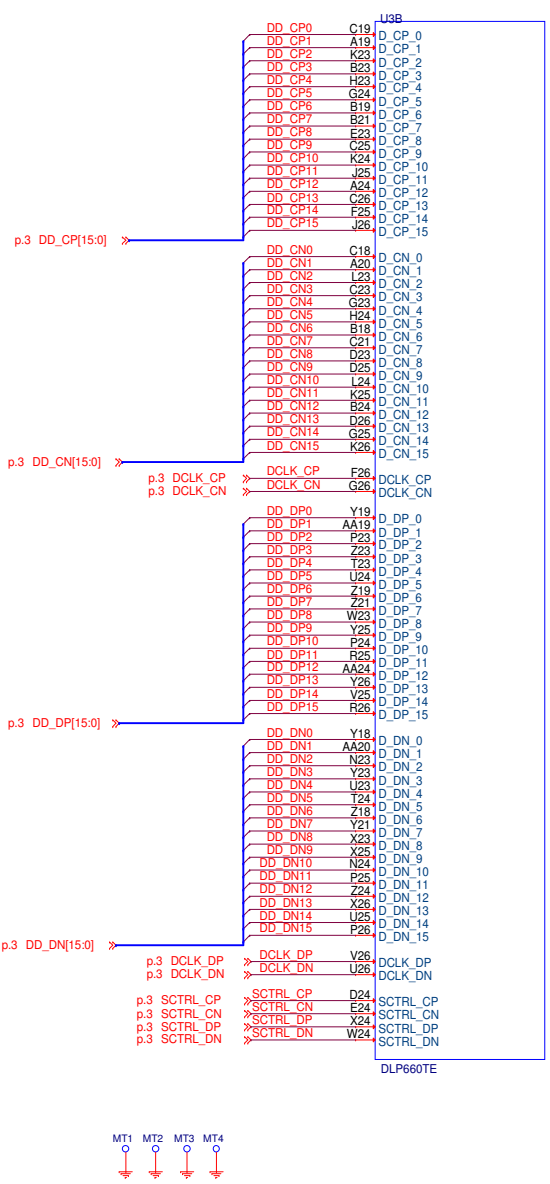 U3B
DD_CP0 C19 D_CP_0
DD_CP1 A19 D_CP_1
DD_CP2 K23 D_CP_2
DD_CP3 B23 D_CP_3
DD_CP4 H23 D_CP_4
DD_CP5 G24 D_CP_5
DD_CP6 B19 D_CP_6
DD_CP7 B21 D_CP_7
DD_CP8 E23 D_CP_8
DD_CP9 C25 D_CP_9
DD_CP10 K24 D_CP_10
DD_CP11 J25 D_CP_11
DD_CP12 A24 D_CP_12
DD_CP13 C26 D_CP_13
DD_CP14 F25 D_CP_14
DD_CP15 J26 D_CP_15
p.3 DD_CP[15:0]
DD_CN0 C18 D_CN_0
DD_CN1 A20 D_CN_1
DD_CN2 L23 D_CN_2
DD_CN3 C23 D_CN_3
DD_CN4 G23 D_CN_4
DD_CN5 H24 D_CN_5
DD_CN6 B18 D_CN_6
DD_CN7 C21 D_CN_7
DD_CN8 D23 D_CN_8
DD_CN9 D25 D_CN_9
DD_CN10 L24 D_CN_10
DD_CN11 K25 D_CN_11
DD_CN12 B24 D_CN_12
DD_CN13 D26 D_CN_13
DD_CN14 G25 D_CN_14
DD_CN15 K26 D_CN_15
p.3 DD_CN[15:0]
p.3 DCLK_CP DCLK_CP F26 DCLK_CP
p.3 DCLK_CN DCLK_CN G26 DCLK_CN
DD_DP0 Y19 D_DP_0
DD_DP1 AA19 D_DP_1
DD_DP2 P23 D_DP_2
DD_DP3 Z23 D_DP_3
DD_DP4 T23 D_DP_4
DD_DP5 U24 D_DP_5
DD_DP6 Z19 D_DP_6
DD_DP7 Z21 D_DP_7
DD_DP8 W23 D_DP_8
DD_DP9 Y25 D_DP_9
DD_DP10 P24 D_DP_10
DD_DP11 R25 D_DP_11
DD_DP12 AA24 D_DP_12
DD_DP13 Y26 D_DP_13
DD_DP14 V25 D_DP_14
DD_DP15 R26 D_DP_15
p.3 DD_DP[15:0]
DD_DN0 Y18 D_DN_0
DD_DN1 AA20 D_DN_1
DD_DN2 N23 D_DN_2
DD_DN3 Y23 D_DN_3
DD_DN4 U23 D_DN_4
DD_DN5 T24 D_DN_5
DD_DN6 Z18 D_DN_6
DD_DN7 Y21 D_DN_7
DD_DN8 X23 D_DN_8
DD_DN9 X25 D_DN_9
DD_DN10 N24 D_DN_10
DD_DN11 P25 D_DN_11
DD_DN12 Z24 D_DN_12
DD_DN13 X26 D_DN_13
DD_DN14 U25 D_DN_14
DD_DN15 P26 D_DN_15
p.3 DD_DN[15:0]
p.3 DCLK_DP DCLK_DP V26 DCLK_DP
p.3 DCLK_DN DCLK_DN U26 DCLK_DN
p.3 SCTRL_CP SCTRL_CP D24 SCTRL_CP
p.3 SCTRL_CN SCTRL_CN E24 SCTRL_CN
p.3 SCTRL_DP SCTRL_DP X24 SCTRL_DP
p.3 SCTRL_DN SCTRL_DN W24 SCTRL_DN
DLP660TE
MT1 MT2 MT3 MT4